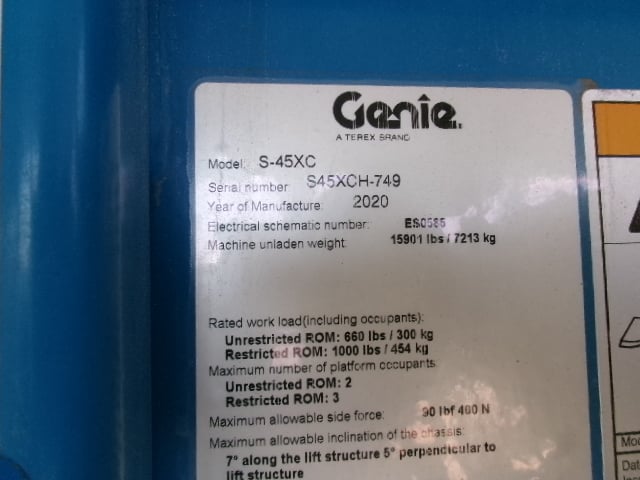 Genie
A TEREX BRAND
Model: S-45XC
Serial number: S45XCH-749
Year of Manufacture: 2020
Electrical schematic number: ES0585
Machine unladen weight: 15901 lbs / 7213 kg
Rated work load(including occupants):
Unrestricted ROM: 660 lbs / 300 kg
Restricted ROM: 1000 lbs / 454 kg
Maximum number of platform occupants:
Unrestricted ROM: 2
Restricted ROM: 3
Maximum allowable side force: 90 lbf 400 N
Maximum allowable inclination of the chassis:
7° along the lift structure 5° perpendicular to
lift structure